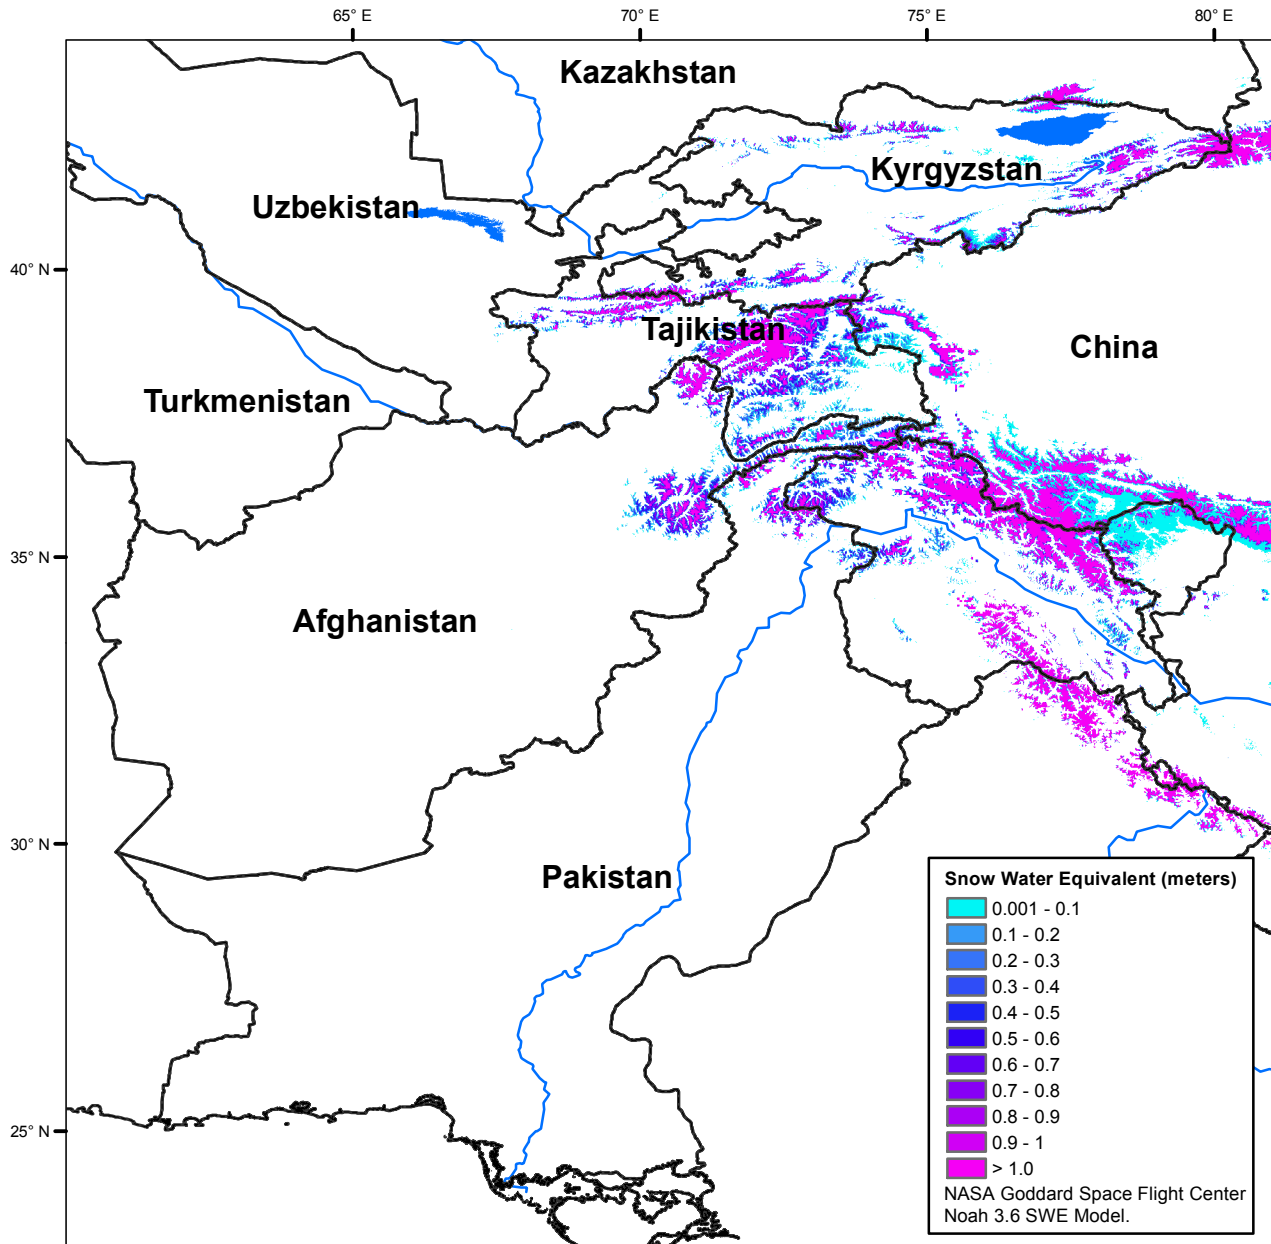 65° E
70° E
75° E
80° E
Kazakhstan
Kyrgyzstan
Uzbekistan
40° N
Tajikistan
China
Turkmenistan
35° N
Afghanistan
30° N
Pakistan
25° N
Snow Water Equivalent (meters)
0.001 - 0.1
0.1 - 0.2
0.2 - 0.3
0.3 - 0.4
0.4 - 0.5
0.5 - 0.6
0.6 - 0.7
0.7 - 0.8
0.8 - 0.9
0.9 - 1
> 1.0
NASA Goddard Space Flight Center
Noah 3.6 SWE Model.